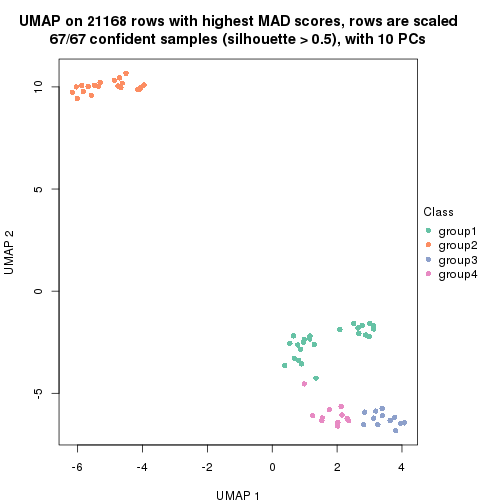 UMAP on 21168 rows with highest MAD scores, rows are scaled
67/67 confident samples (silhouette > 0.5), with 10 PCs
10
5
0
-5
UMAP 2
-6
-4
-2
0
2
4
UMAP 1
Class
group1
group2
group3
group4